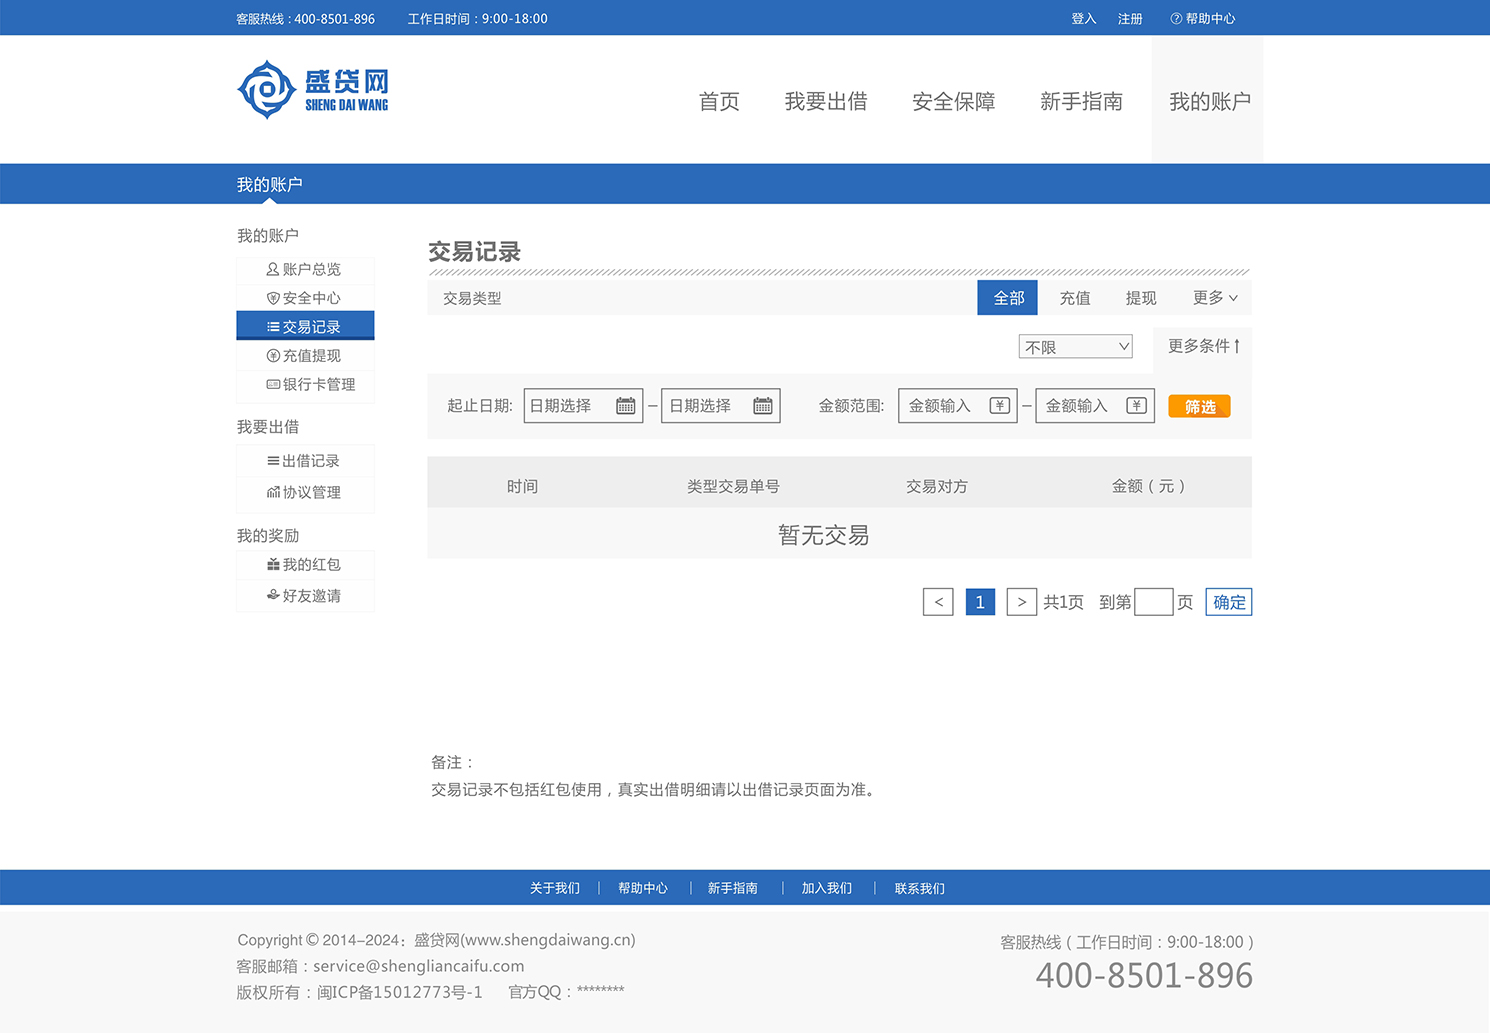 客服热线：400-8501-896 工作日时间：9:00-18:00 登入 注册 ? 帮助中心
盛贷网
SHENG DAI WANG
首页 我要出借 安全保障 新手指南 我的账户
我的账户
我的账户
账户总览
安全中心
交易记录
充值提现
银行卡管理
我要出借
出借记录
协议管理
我的奖励
我的红包
好友邀请
交易记录
交易类型 全部 充值 提现 更多
不限 更多条件↑
起止日期: 日期选择 – 日期选择 金额范围: 金额输入 ¥ – 金额输入 ¥ 筛选
时间 类型交易单号 交易对方 金额（元）
暂无交易
< 1 > 共1页 到第 页 确定
备注：
交易记录不包括红包使用，真实出借明细请以出借记录页面为准。
关于我们 | 帮助中心 | 新手指南 | 加入我们 | 联系我们
Copyright © 2014-2024：盛贷网(www.shengdaiwang.cn)
客服邮箱：service@shengliancaifu.com
版权所有：闽ICP备15012773号-1 官方QQ：********
客服热线（工作日时间：9:00-18:00）
400-8501-896